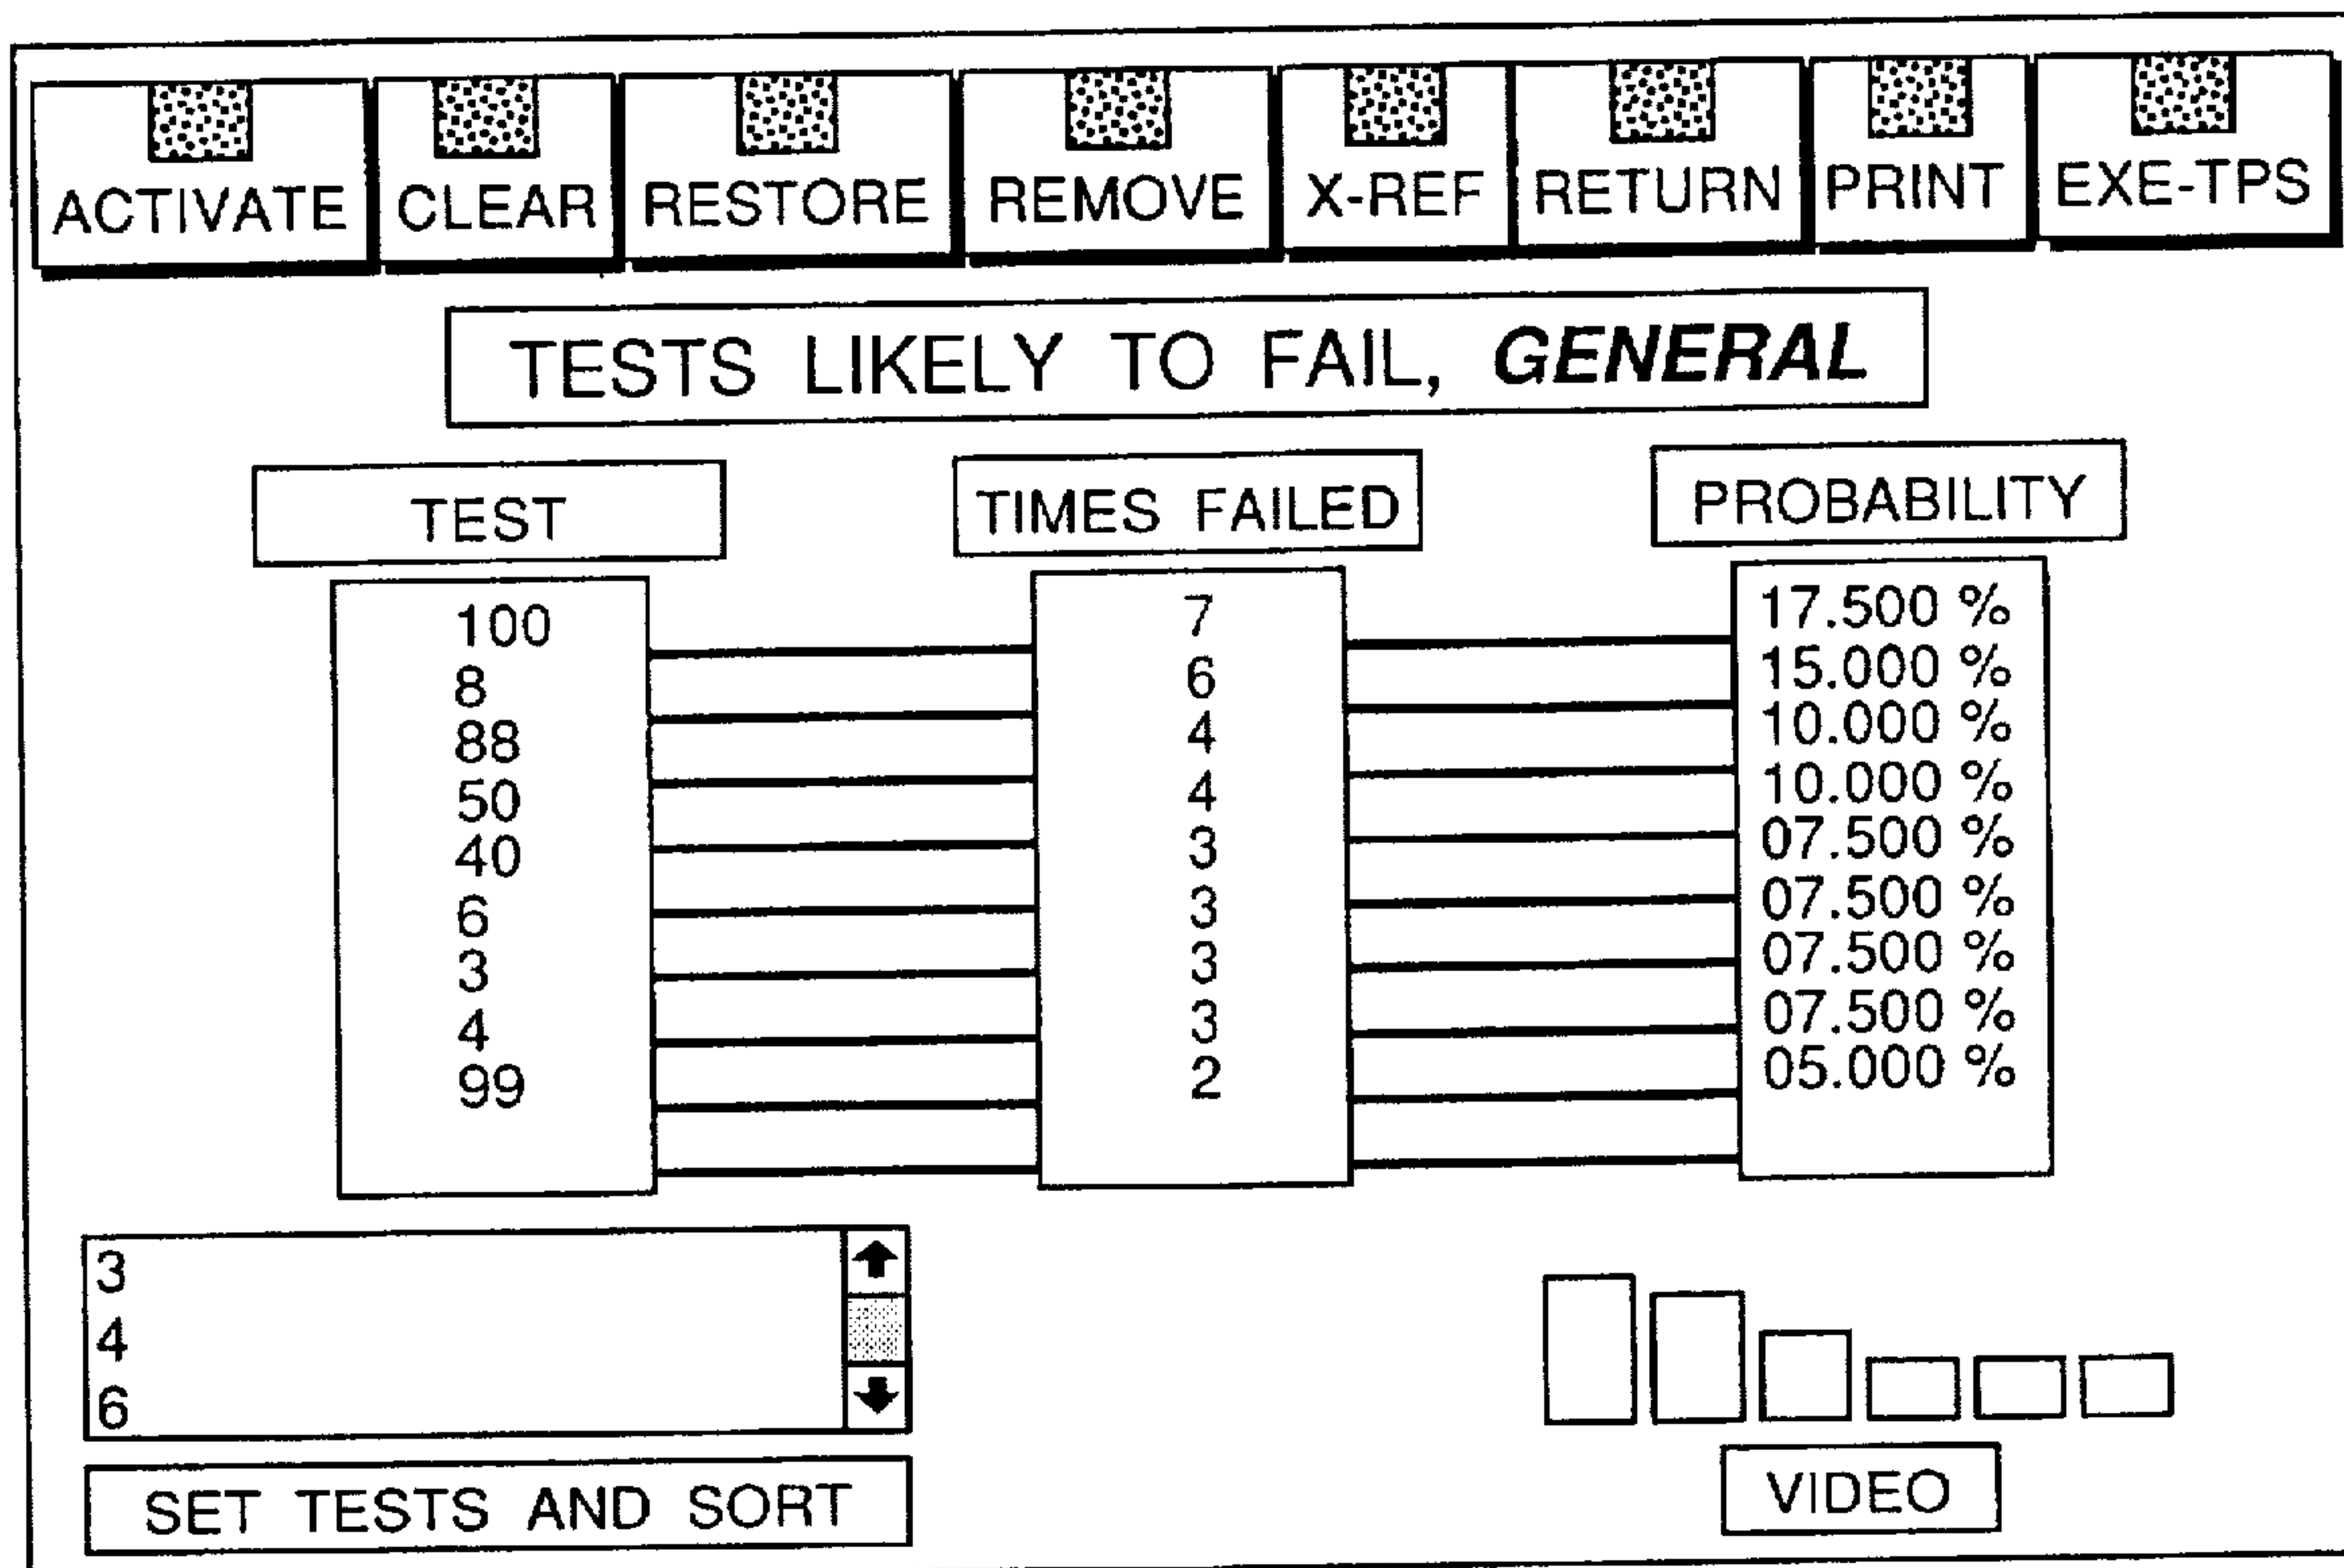 ACTIVATE CLEAR RESTORE REMOVE X-REF RETURN PRINT EXE-TPS
TESTS LIKELY TO FAIL, GENERAL
TEST TIMES FAILED PROBABILITY
100 7 17.500 %
8 6 15.000 %
88 4 10.000 %
50 4 10.000 %
40 3 07.500 %
6 3 07.500 %
3 3 07.500 %
4 3 07.500 %
99 2 05.000 %
3
4
6
SET TESTS AND SORT
VIDEO